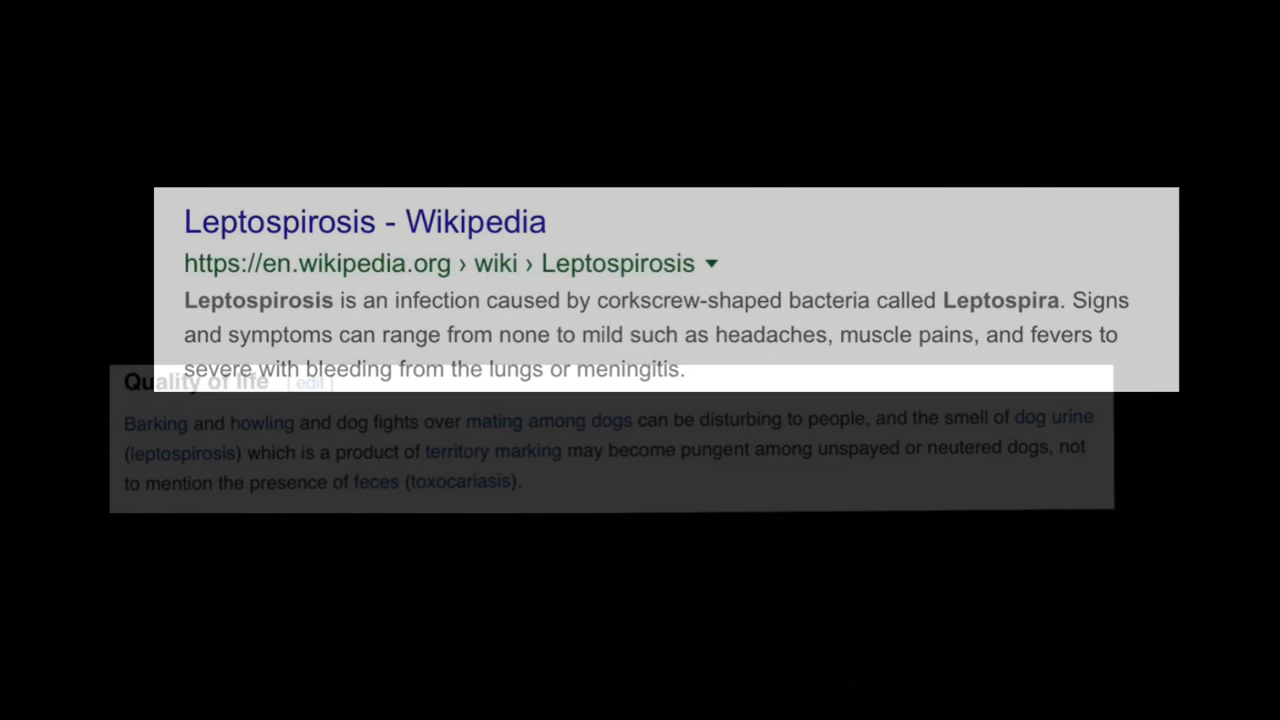 Leptospirosis - Wikipedia
https://en.wikipedia.org › wiki › Leptospirosis
Leptospirosis is an infection caused by corkscrew-shaped bacteria called Leptospira. Signs
and symptoms can range from none to mild such as headaches, muscle pains, and fevers to
severe with bleeding from the lungs or meningitis.
Quality of life [ edit ]
Barking and howling and dog fights over mating among dogs can be disturbing to people, and the smell of dog urine
(leptospirosis) which is a product of territory marking may become pungent among unspayed or neutered dogs, not
to mention the presence of feces (toxocariasis).